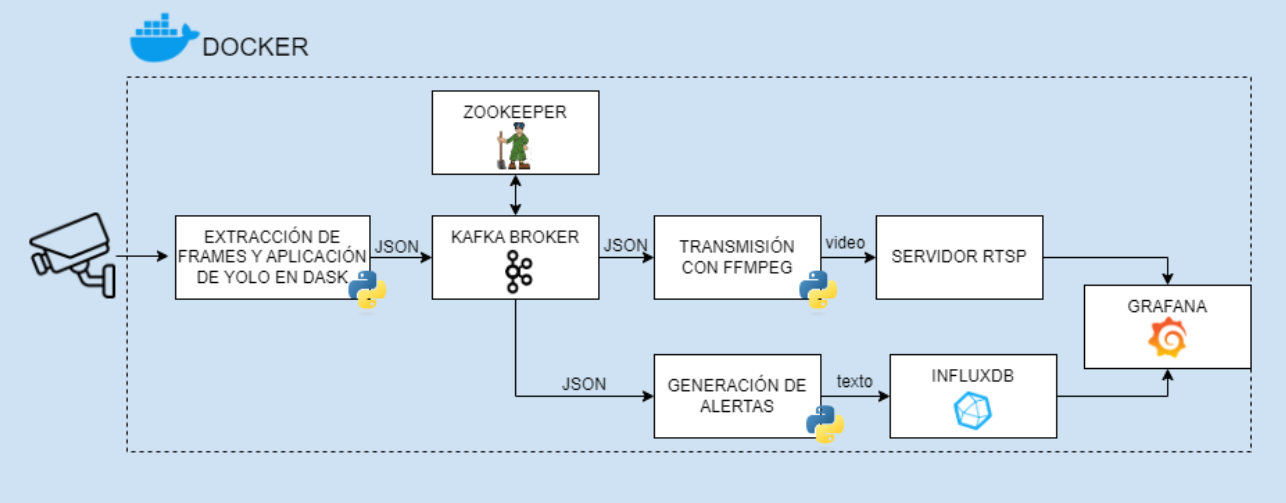 DOCKER
ZOOKEEPER
EXTRACCIÓN DE
FRAMES Y APLICACIÓN
DE YOLO EN DASK
JSON
KAFKA BROKER
JSON
TRANSMISIÓN
CON FFMPEG
video
SERVIDOR RTSP
GRAFANA
JSON
GENERACIÓN DE
ALERTAS
texto
INFLUXDB